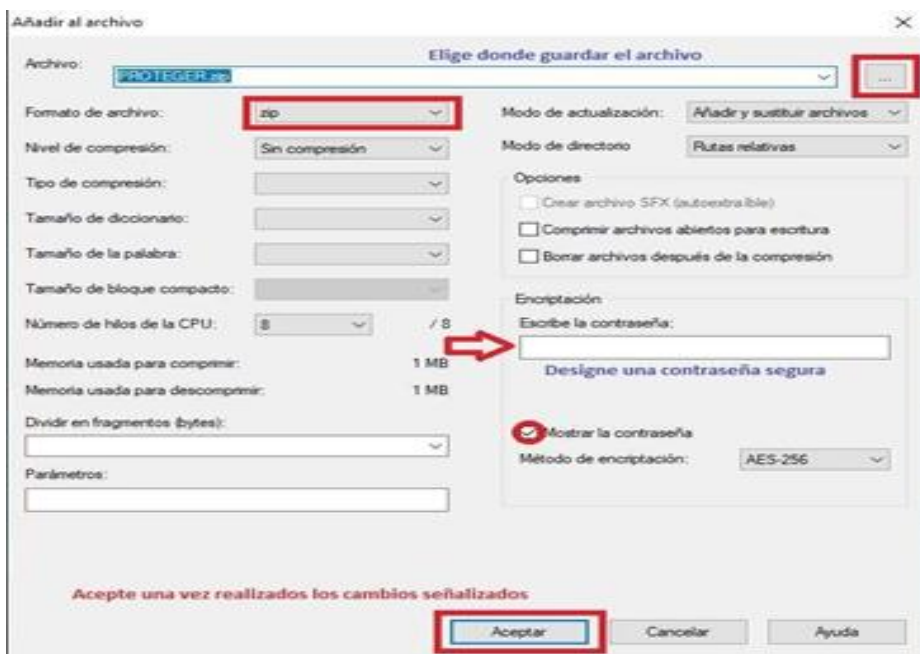 Añadir al archivo
Elige donde guardar el archivo
Archivo:
PROTEGER.zip
...
Formato de archivo:
zip
Nivel de compresión:
Sin compresión
Tipo de compresión:
Tamaño de diccionario:
Tamaño de la palabra:
Tamaño de bloque compacto:
Número de hilos de la CPU:
8
/ 8
Memoria usada para comprimir:
1 MB
Memoria usada para descomprimir:
1 MB
Dividir en fragmentos (bytes):
Parámetros:
Modo de actualización:
Añadir y sustituir archivos
Modo de directorio
Rutas relativas
Opciones
Crear archivo SFX (autoextraíble)
Comprimir archivos abiertos para escritura
Borrar archivos después de la compresión
Encriptación
Escribe la contraseña:
Designe una contraseña segura
Mostrar la contraseña
Método de encriptación:
AES-256
Acepte una vez realizados los cambios señalizados
Aceptar
Cancelar
Ayuda